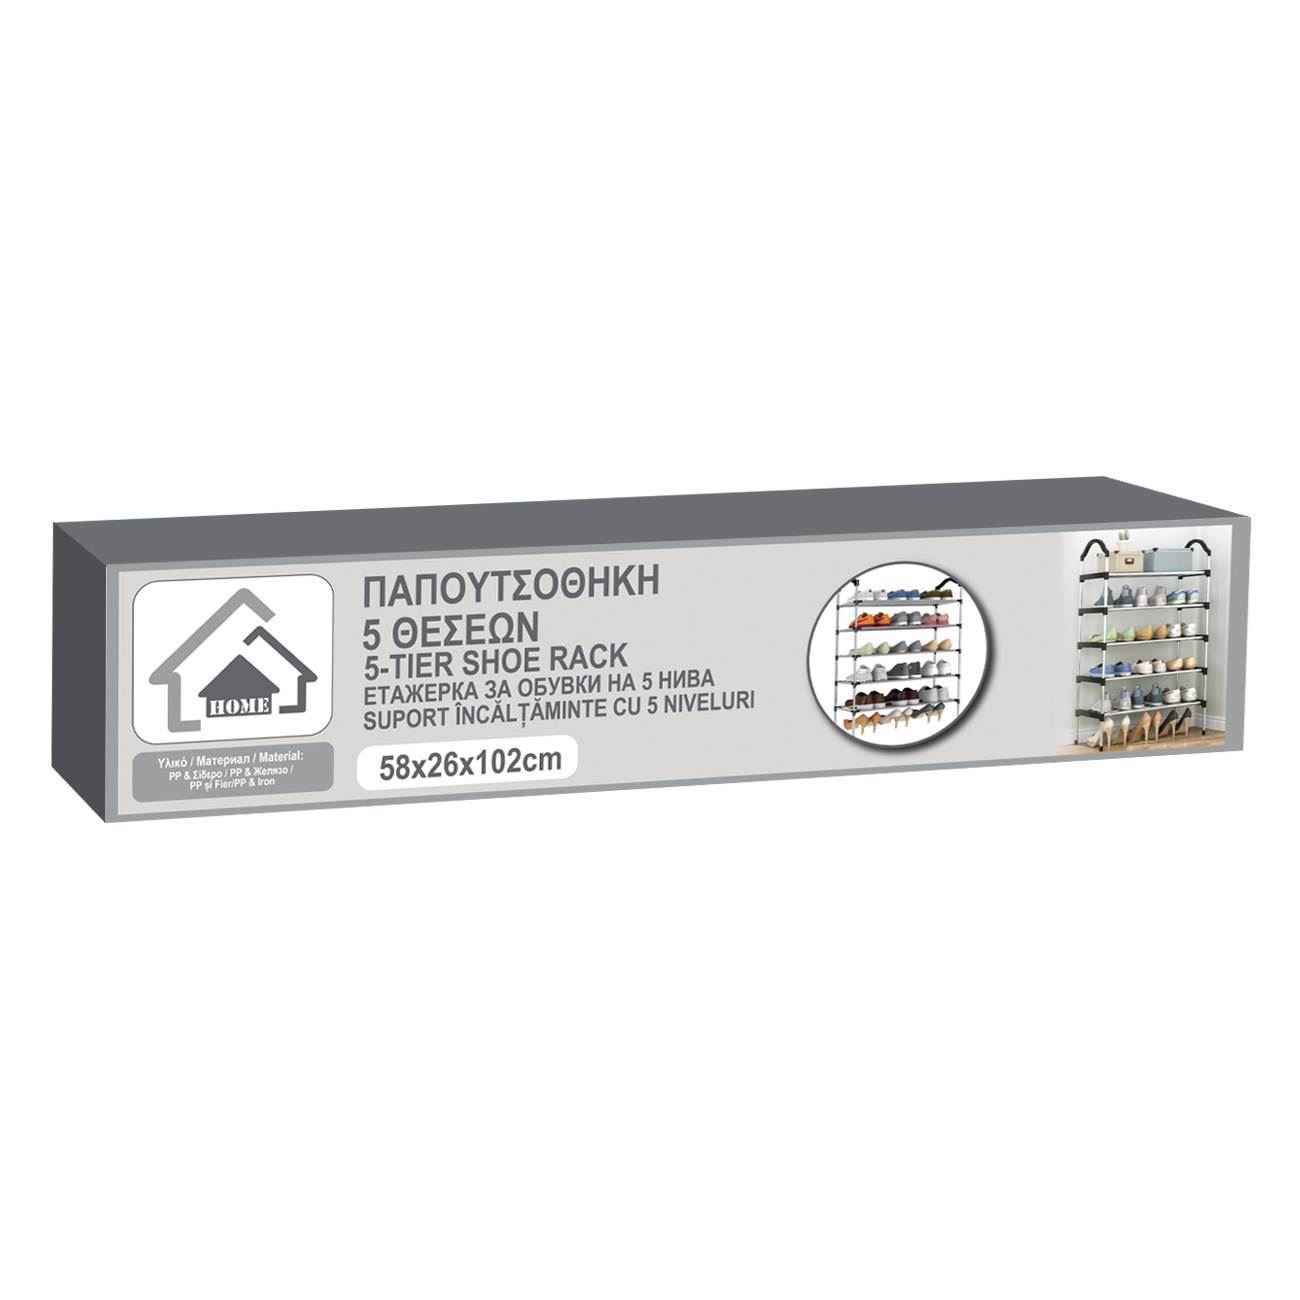 HOME
Υλικό / Материал / Material:
PP & Σίδερο / PP & Желязо /
PP și Fier/PP & Iron
ΠΑΠΟΥΤΣΟΘΗΚΗ
5 ΘΕΣΕΩΝ
5-TIER SHOE RACK
ЕТАЖЕРКА ЗА ОБУВКИ НА 5 НИВА
SUPORT ÎNCĂLȚĂMINTE CU 5 NIVELURI
58x26x102cm